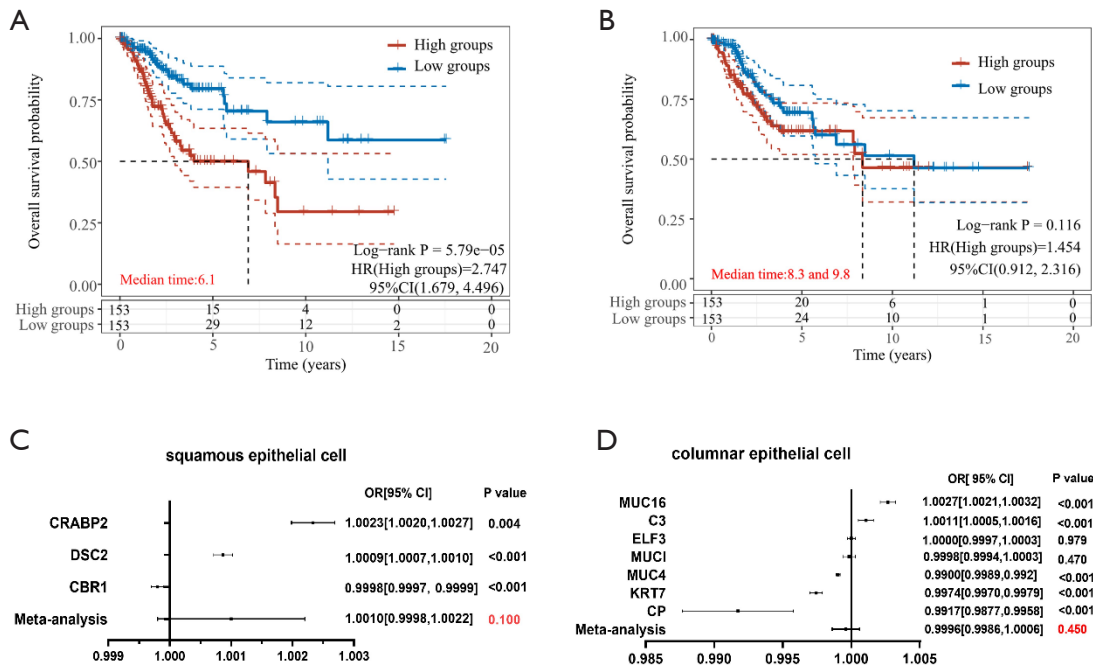 A
1.00
0.75
0.50
0.25
0.00
Overall survival probability
High groups
Low groups
Log−rank P = 5.79e−05
HR(High groups)=2.747
95%CI(1.679, 4.496)
Median time:6.1
High groups 153 15 4 0 0
Low groups 153 29 12 2 0
0 5 10 15 20
Time (years)
B
1.00
0.75
0.50
0.25
0.00
Overall survival probability
High groups
Low groups
Log−rank P = 0.116
HR(High groups)=1.454
95%CI(0.912, 2.316)
Median time:8.3 and 9.8
High groups 153 20 6 1 0
Low groups 153 24 10 1 0
0 5 10 15 20
Time (years)
C
squamous epithelial cell
OR[95% CI] P value
CRABP2 1.0023[1.0020,1.0027] 0.004
DSC2 1.0009[1.0007,1.0010] <0.001
CBR1 0.9998[0.9997, 0.9999] <0.001
Meta-analysis 1.0010[0.9998,1.0022] 0.100
0.999 1.000 1.001 1.002 1.003
D
columnar epithelial cell
OR[ 95% CI] P value
MUC16 1.0027[1.0021,1.0032] <0.001
C3 1.0011[1.0005,1.0016] <0.001
ELF3 1.0000[0.9997,1.0003] 0.979
MUCI 0.9998[0.9994,1.0003] 0.470
MUC4 0.9900[0.9989,0.992] <0.001
KRT7 0.9974[0.9970,0.9979] <0.001
CP 0.9917[0.9877,0.9958] <0.001
Meta-analysis 0.9996[0.9986,1.0006] 0.450
0.985 0.990 0.995 1.000 1.005